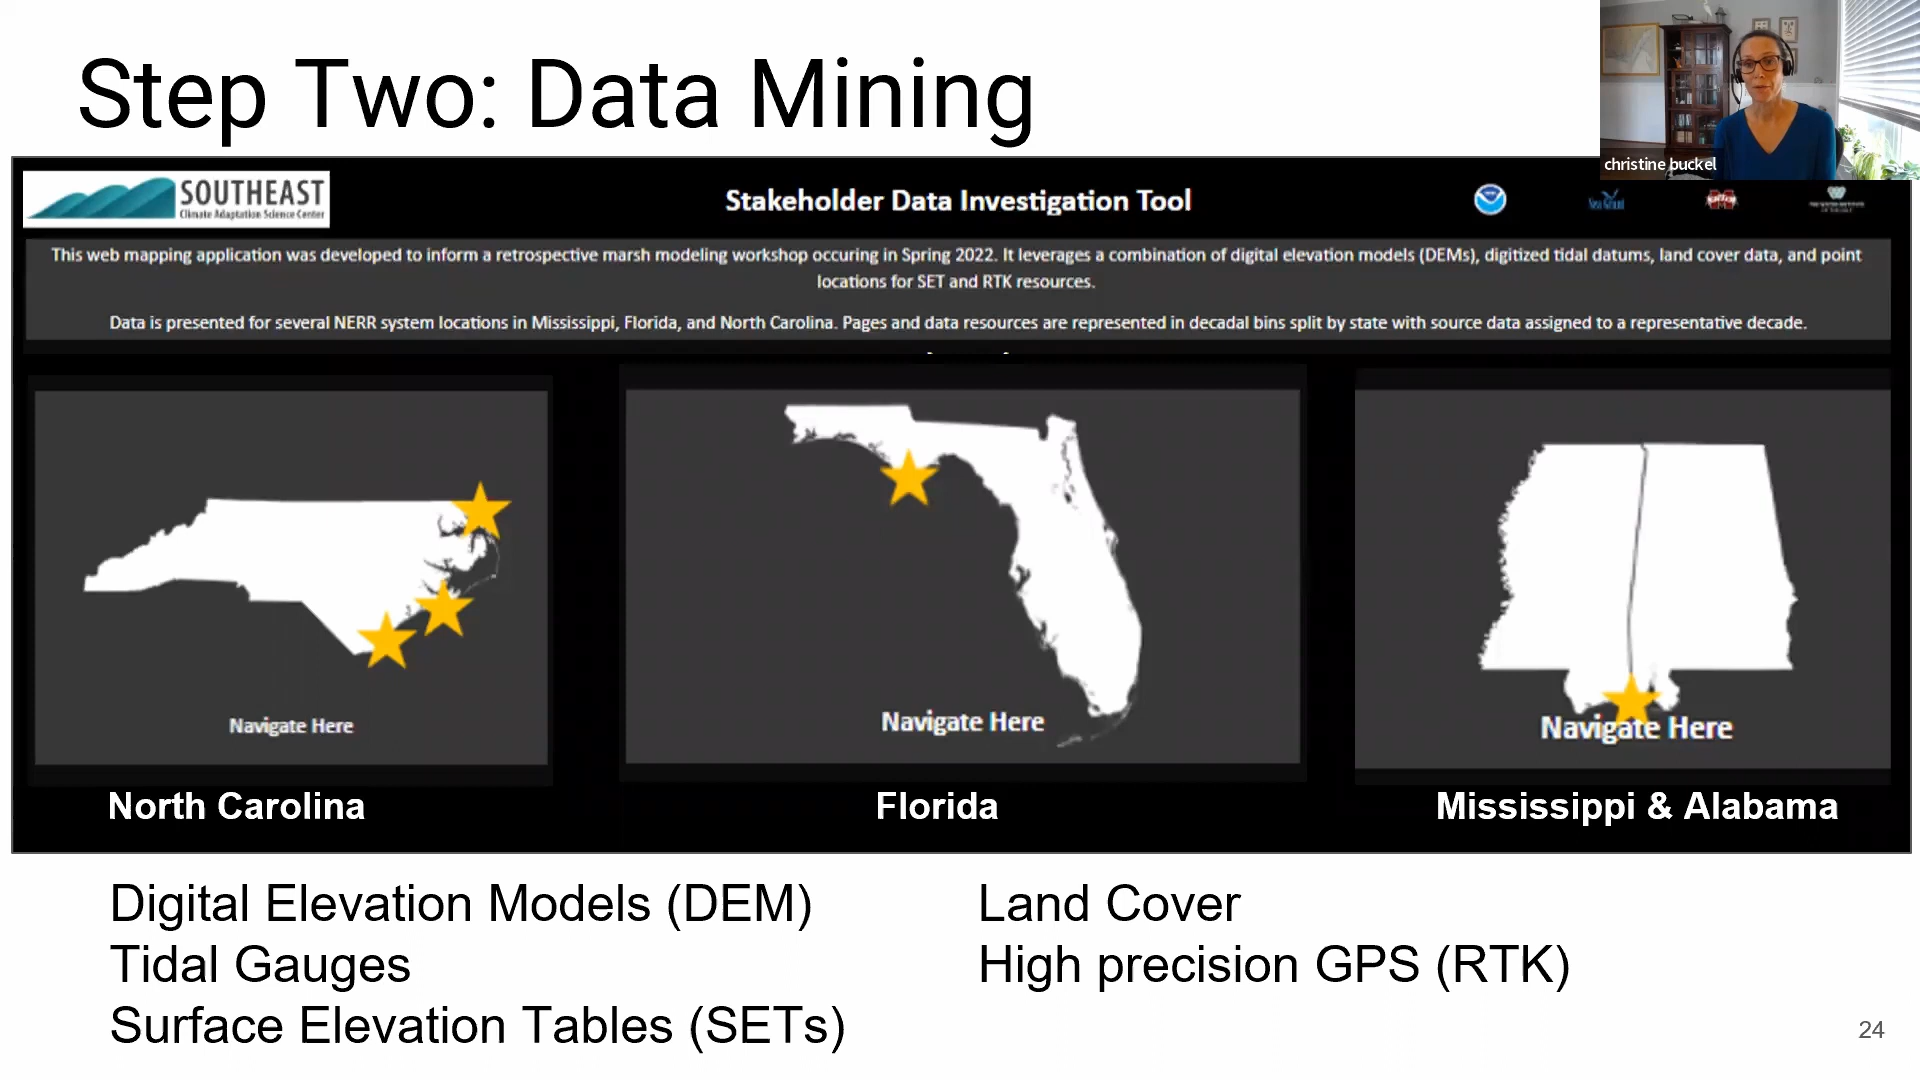 Step Two: Data Mining
christine buckel
SOUTHEAST
Climate Adaptation Science Center
Stakeholder Data Investigation Tool
This web mapping application was developed to inform a retrospective marsh modeling workshop occuring in Spring 2022. It leverages a combination of digital elevation models (DEMs), digitized tidal datums, land cover data, and point
locations for SET and RTK resources.
Data is presented for several NERR system locations in Mississippi, Florida, and North Carolina. Pages and data resources are represented in decadal bins split by state with source data assigned to a representative decade.
Navigate Here
Navigate Here
Navigate Here
North Carolina
Florida
Mississippi & Alabama
Digital Elevation Models (DEM)
Tidal Gauges
Surface Elevation Tables (SETs)
Land Cover
High precision GPS (RTK)
24